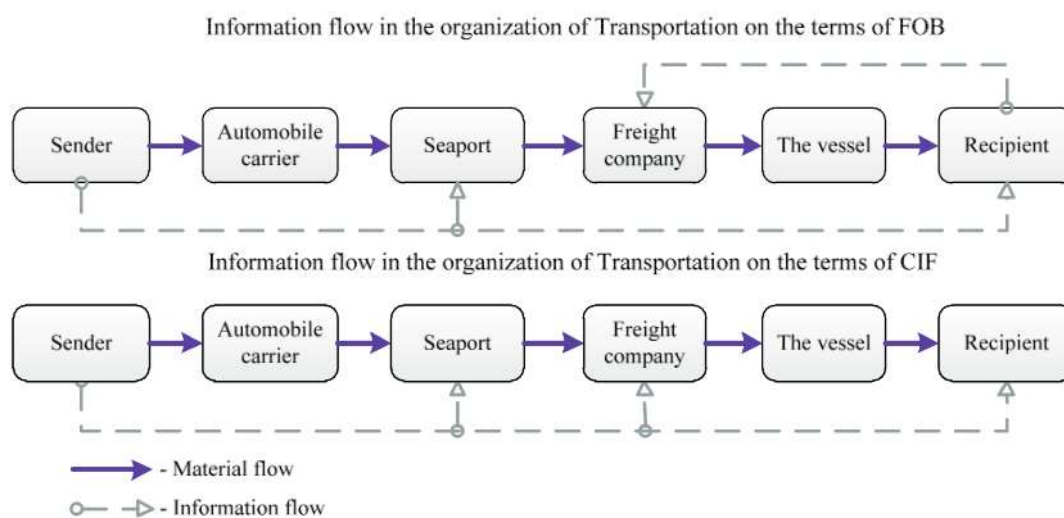 Information flow in the organization of Transportation on the terms of FOB
Sender
Automobile
carrier
Seaport
Freight
company
The vessel
Recipient
Information flow in the organization of Transportation on the terms of CIF
Sender
Automobile
carrier
Seaport
Freight
company
The vessel
Recipient
- Material flow
- Information flow